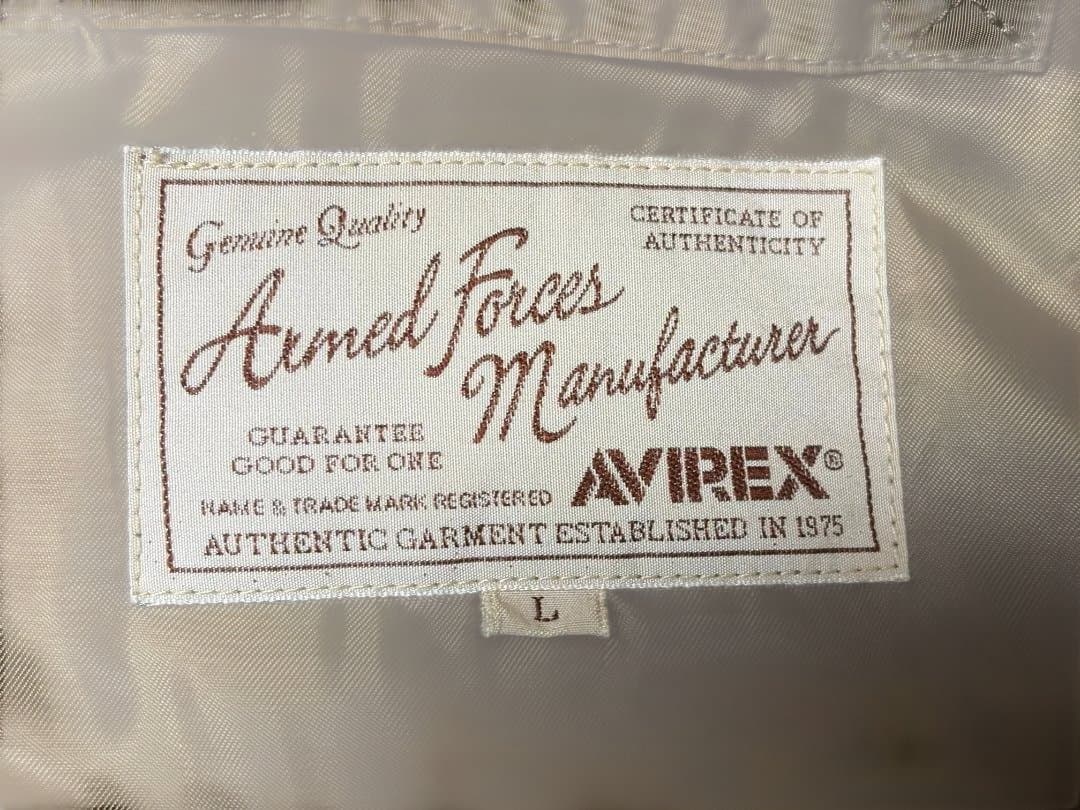 Genuine Quality
CERTIFICATE OF
AUTHENTICITY
Armed Forces
Manufacturer
GUARANTEE
GOOD FOR ONE
AVIREX®
NAME & TRADE MARK REGISTERED
AUTHENTIC GARMENT ESTABLISHED IN 1975
L